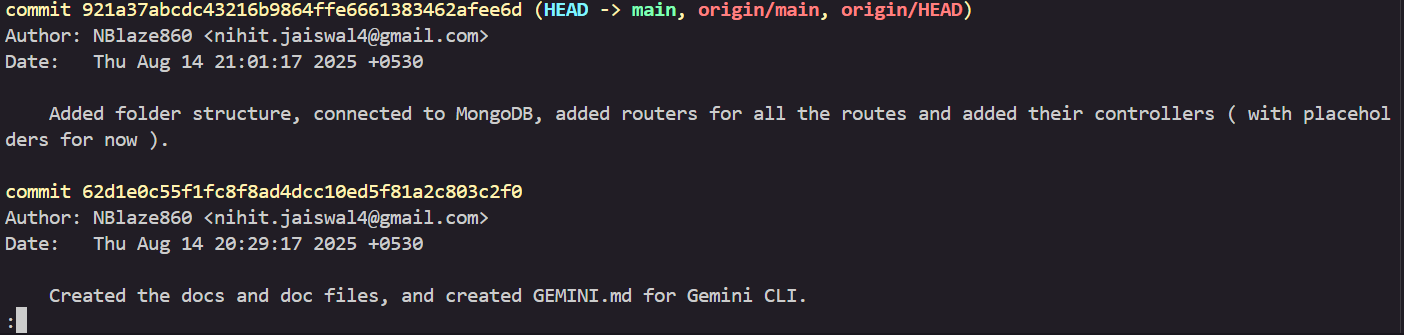 commit 921a37abcdc43216b9864ffe6661383462afee6d (HEAD -> main, origin/main, origin/HEAD)
Author: NBlaze860 <nihit.jaiswal4@gmail.com>
Date:   Thu Aug 14 21:01:17 2025 +0530
    Added folder structure, connected to MongoDB, added routers for all the routes and added their controllers ( with placehol
ders for now ).
commit 62d1e0c55f1fc8f8ad4dcc10ed5f81a2c803c2f0
Author: NBlaze860 <nihit.jaiswal4@gmail.com>
Date:   Thu Aug 14 20:29:17 2025 +0530
    Created the docs and doc files, and created GEMINI.md for Gemini CLI.
: